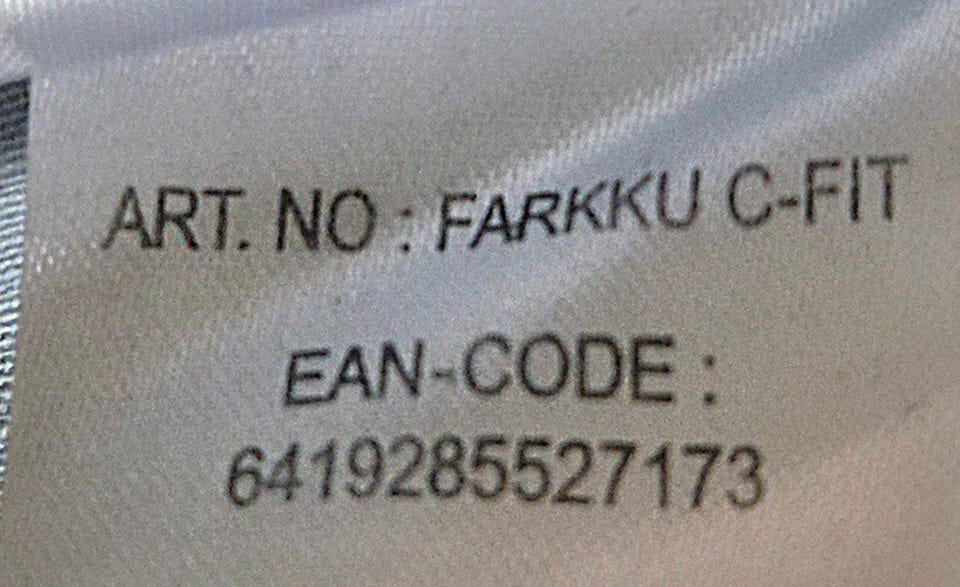 ART. NO : FARKKU C-FIT
EAN-CODE :
6419285527173